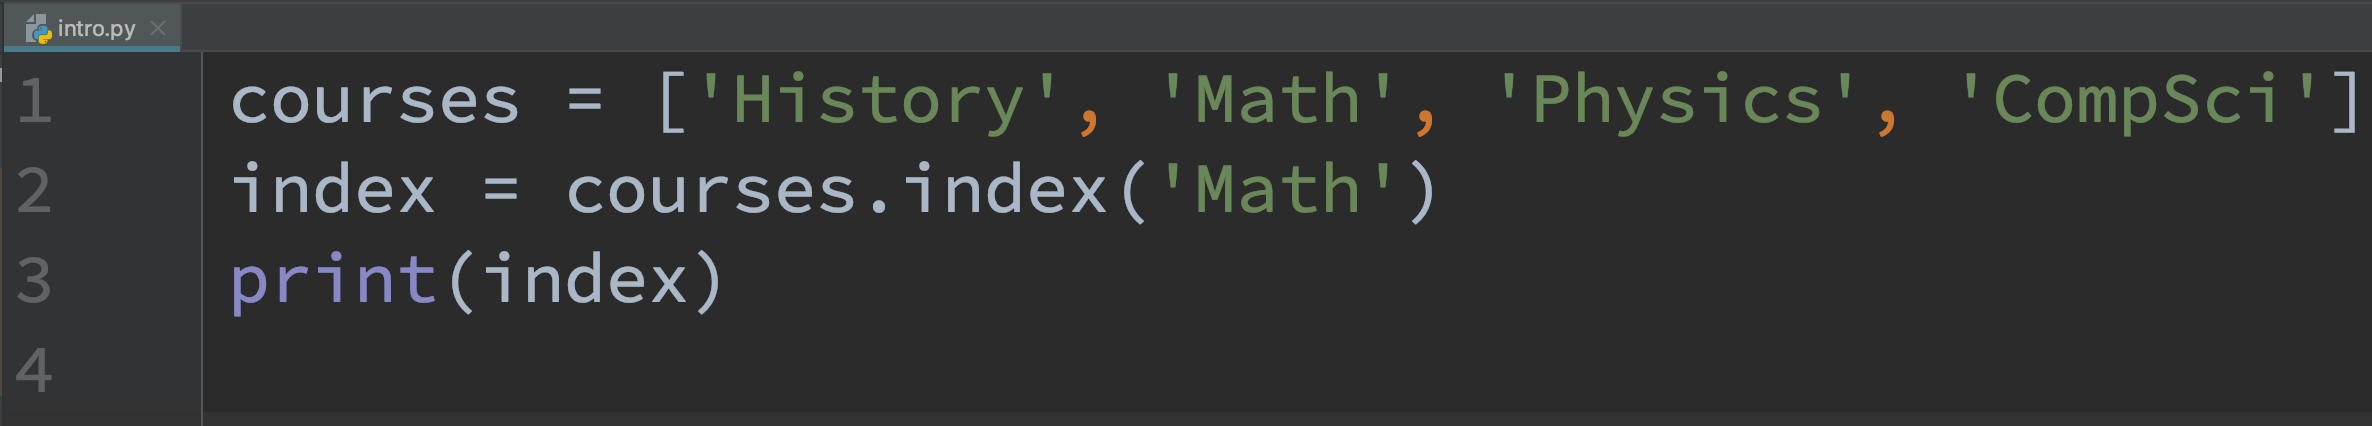 intro.py
1 courses = ['History', 'Math', 'Physics', 'CompSci']
2 index = courses.index('Math')
3 print(index)
4